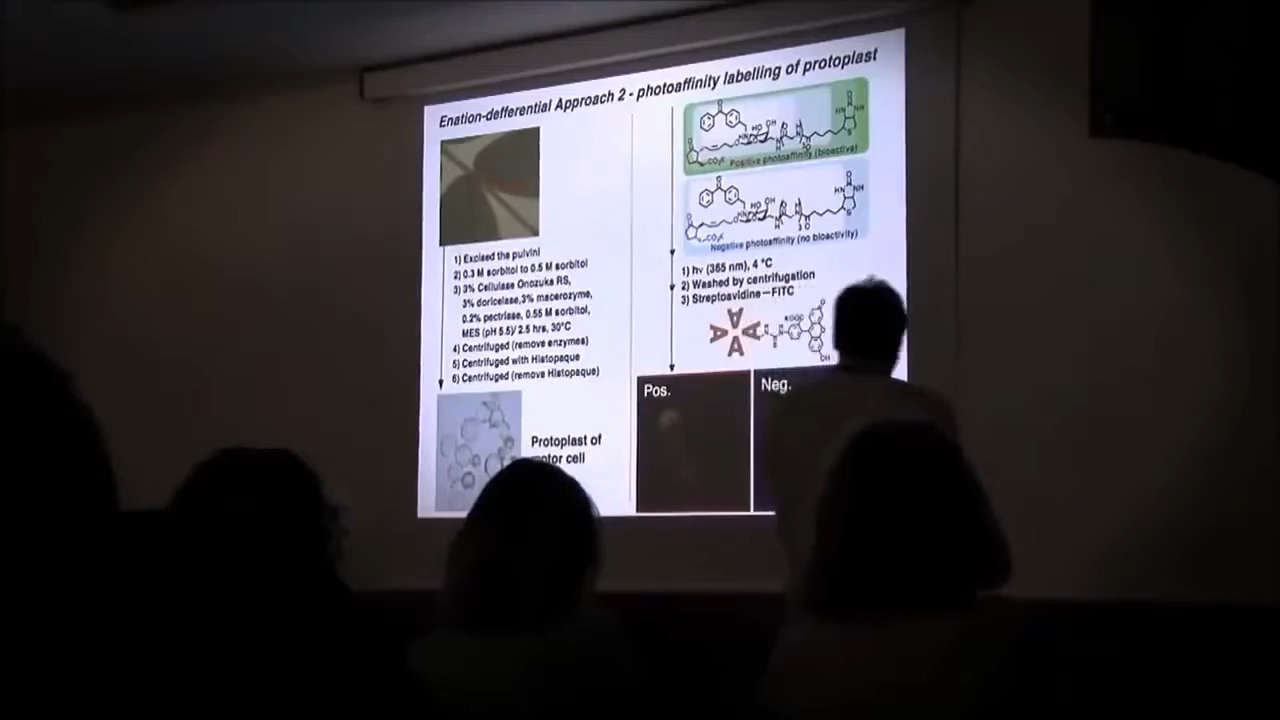 Enation-defferential Approach 2 - photoaffinity labelling of protoplast
1) Excised the pulvini
2) 0.3 M sorbitol to 0.5 M sorbitol
3) 3% Cellulase Onozuka RS,
3% doricelase,3% macerozyme,
0.2% pectriase, 0.55 M sorbitol,
MES (pH 5.5)/ 2.5 hrs, 30°C
4) Centrifuged (remove enzymes)
5) Centrifuged with Histopaque
6) Centrifuged (remove Histopaque)
Protoplast of
cell
Positive photoaffinity (bioactive)
Negative photoaffinity (no bioactivity)
1) hν (365 nm), 4 °C
2) Washed by centrifugation
3) Streptoavidine—FITC
A
A A
A
Pos.
Neg.